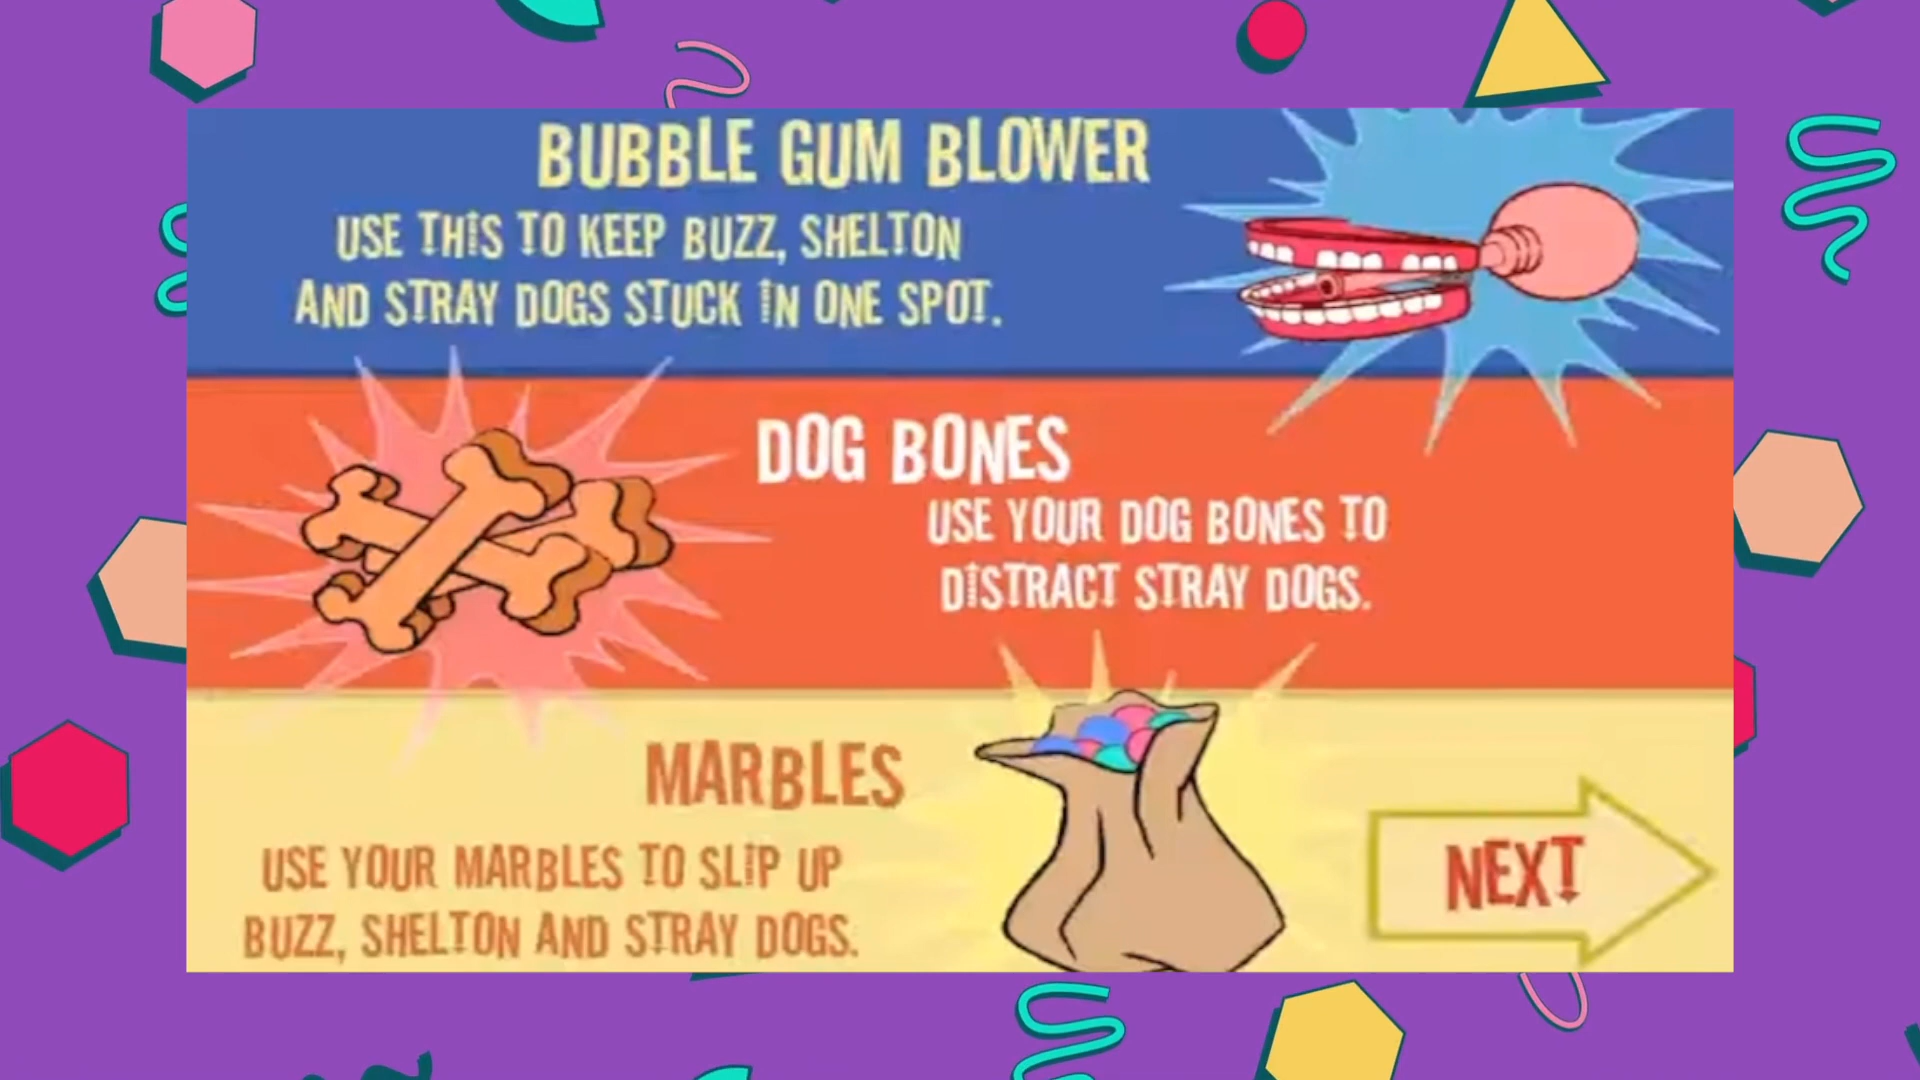 BUBBLE GUM BLOWER
USE THIS TO KEEP BUZZ, SHELTON
AND STRAY DOGS STUCK IN ONE SPOT.
DOG BONES
USE YOUR DOG BONES TO
DISTRACT STRAY DOGS.
MARBLES
USE YOUR MARBLES TO SLIP UP
BUZZ, SHELTON AND STRAY DOGS.
NEXT